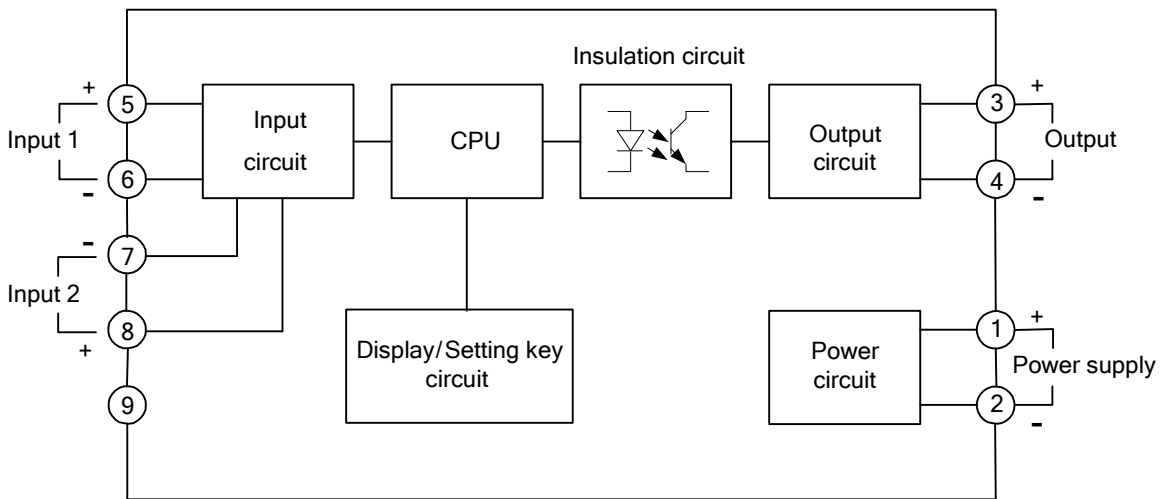 Insulation circuit
+
5
Input 1
6
-
Input
circuit
CPU
Output
circuit
+
3
Output
4
-
-
7
Input 2
8
+
9
Display/Setting key
circuit
Power
circuit
+
1
Power supply
2
-